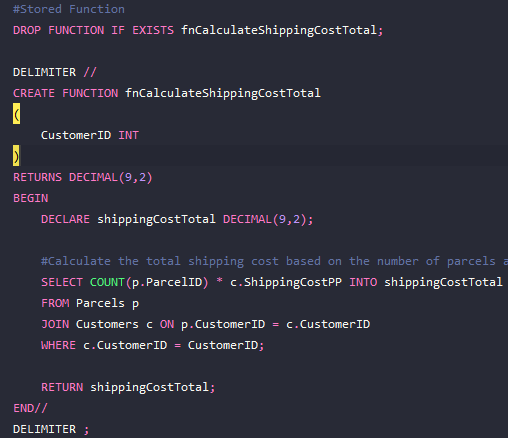 #Stored Function
DROP FUNCTION IF EXISTS fnCalculateShippingCostTotal;
DELIMITER //
CREATE FUNCTION fnCalculateShippingCostTotal
(
CustomerID INT
)
RETURNS DECIMAL(9,2)
BEGIN
DECLARE shippingCostTotal DECIMAL(9,2);
#Calculate the total shipping cost based on the number of parcels a
SELECT COUNT(p.ParcelID) * c.ShippingCostPP INTO shippingCostTotal
FROM Parcels p
JOIN Customers c ON p.CustomerID = c.CustomerID
WHERE c.CustomerID = CustomerID;
RETURN shippingCostTotal;
END//
DELIMITER ;